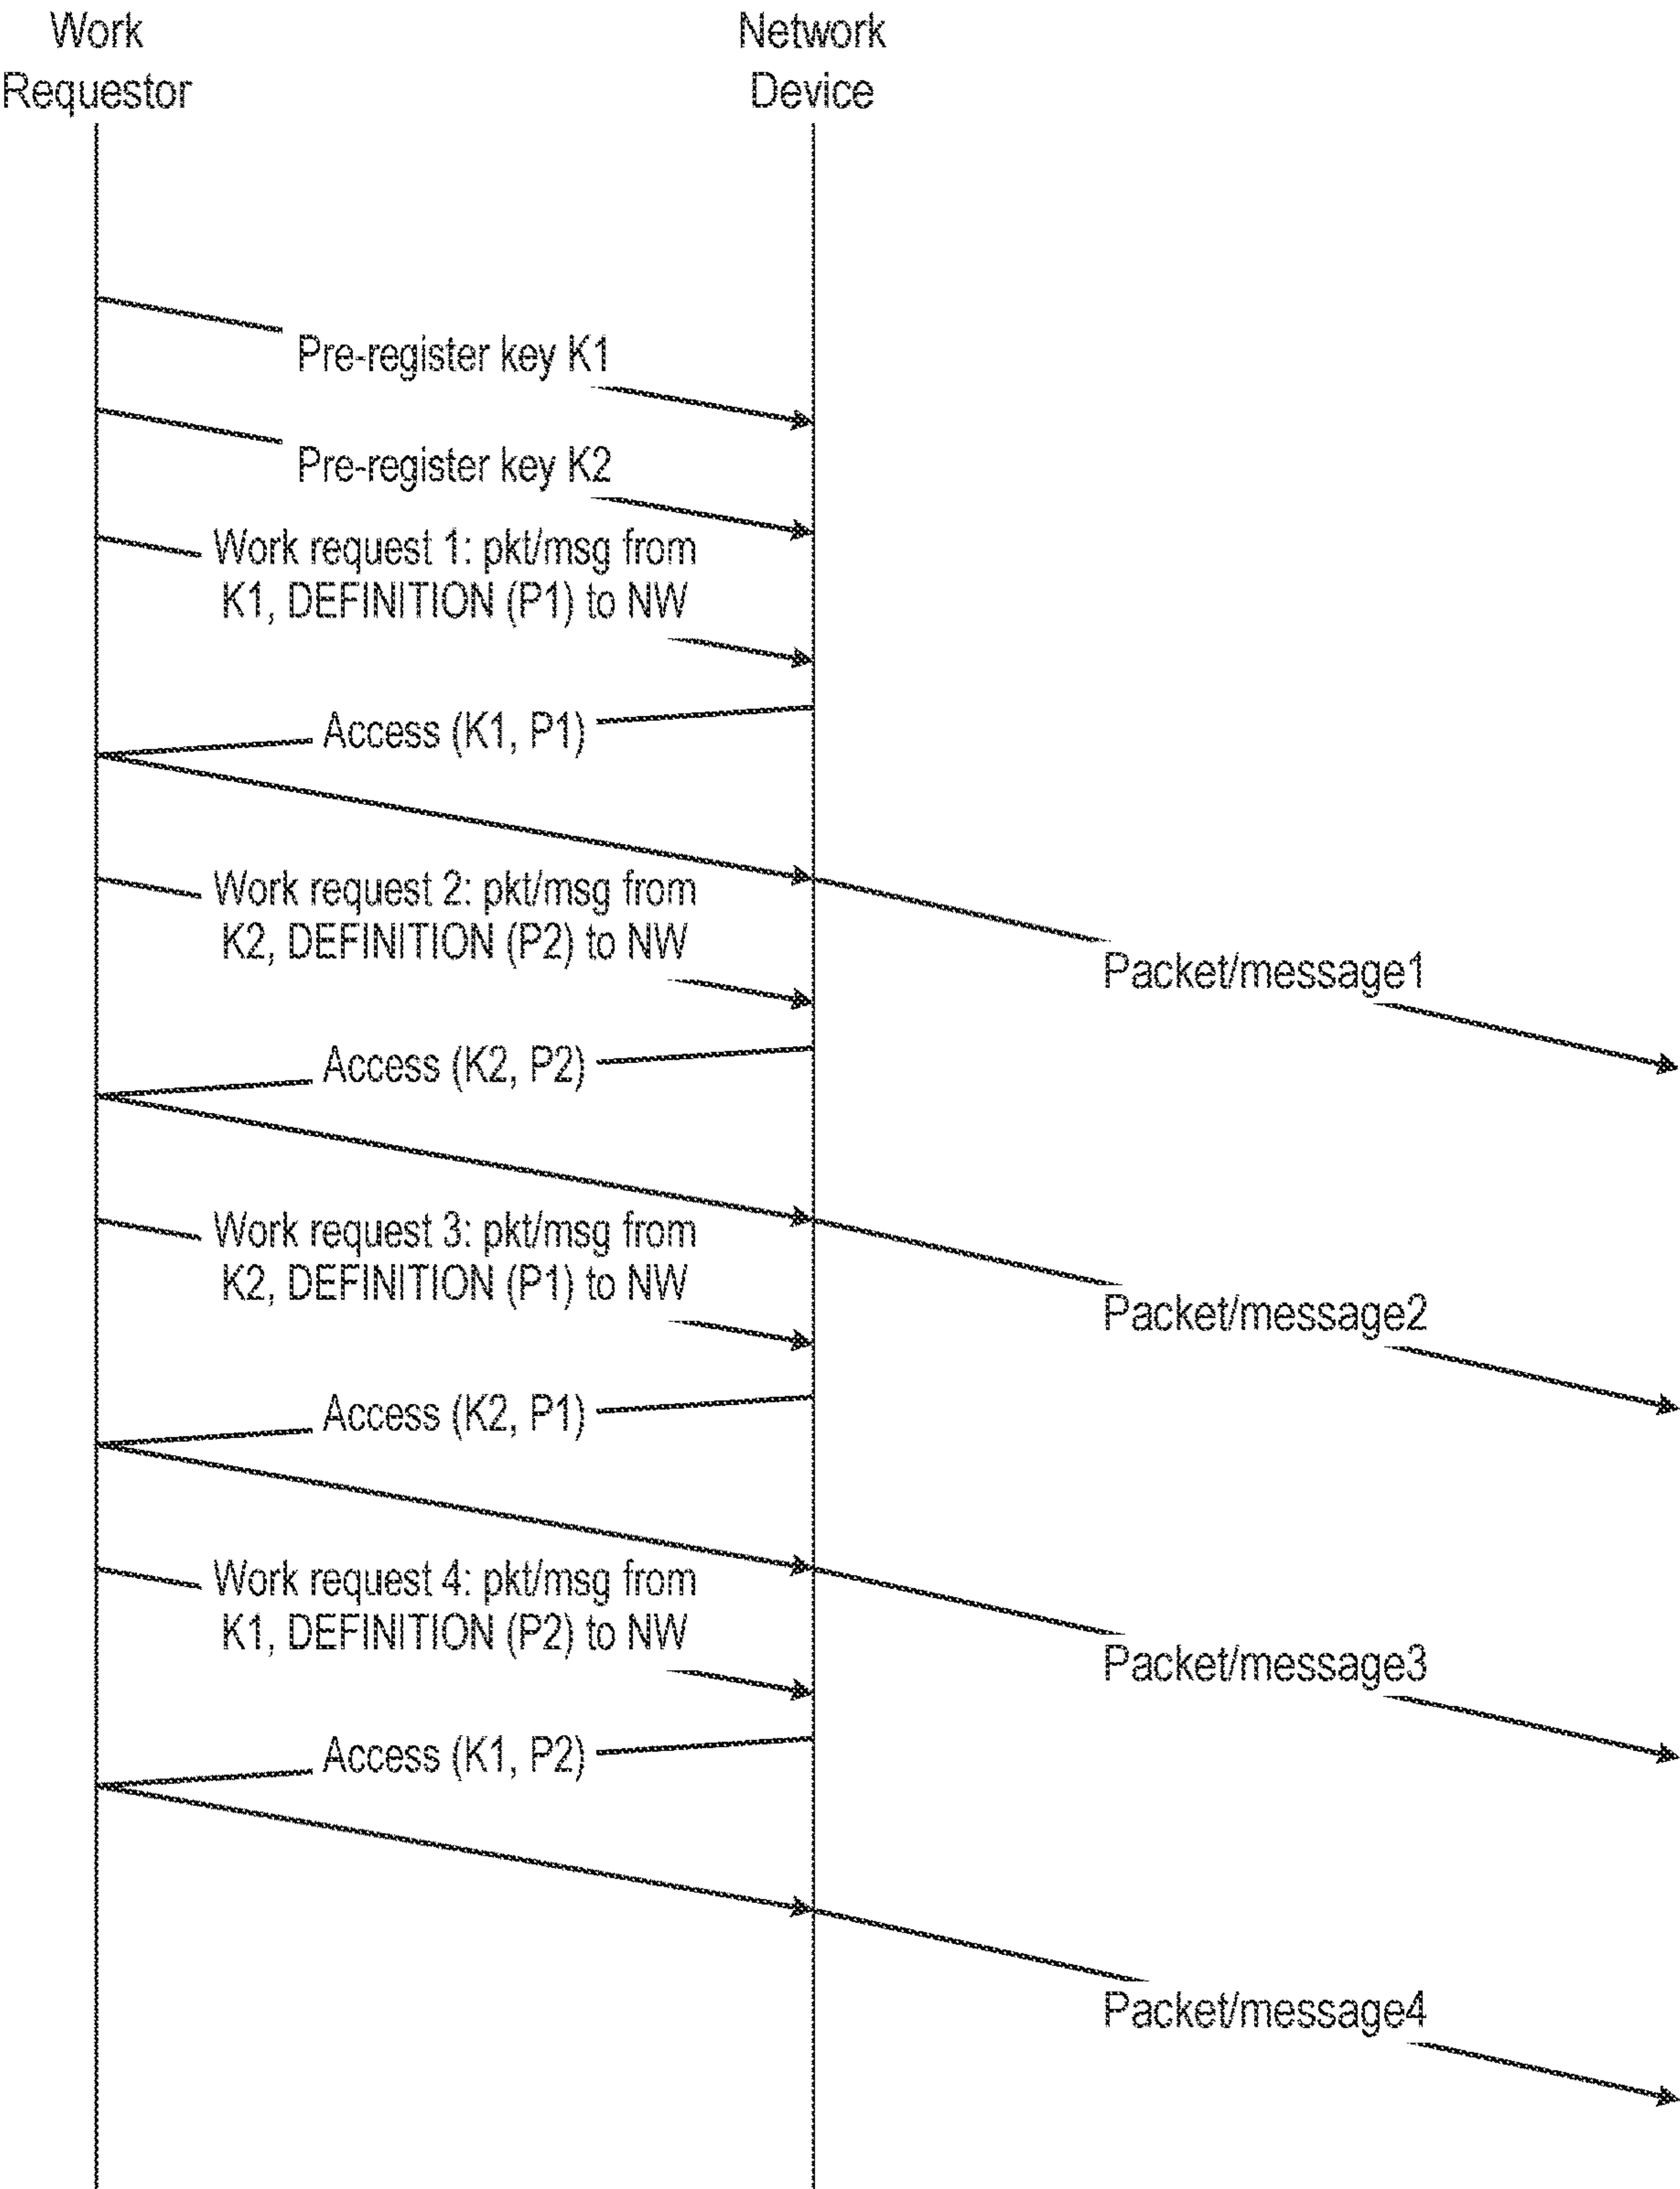 Work
Requestor
Network
Device
Pre-register key K1
Pre-register key K2
Work request 1: pkt/msg from
K1, DEFINITION (P1) to NW
Access (K1, P1)
Work request 2: pkt/msg from
K2, DEFINITION (P2) to NW
Packet/message1
Access (K2, P2)
Work request 3: pkt/msg from
K2, DEFINITION (P1) to NW
Packet/message2
Access (K2, P1)
Work request 4: pkt/msg from
K1, DEFINITION (P2) to NW
Packet/message3
Access (K1, P2)
Packet/message4